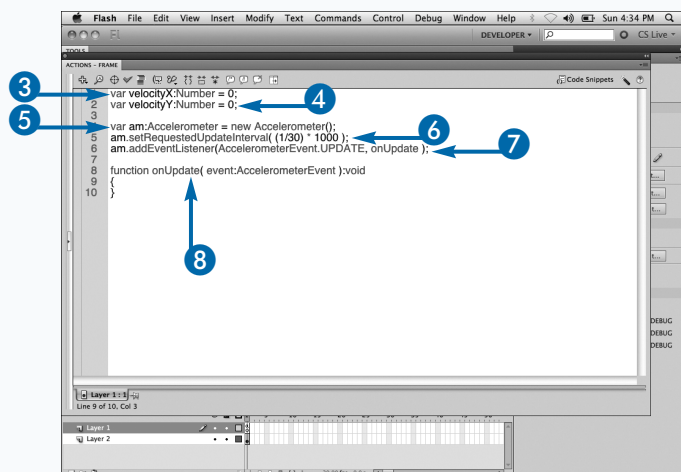 Flash File Edit View Insert Modify Text Commands Control Debug Window Help Sun 4:34 PM
Fl DEVELOPER CS Live
TOOLS
ACTIONS – FRAME
Code Snippets
3 var velocityX:Number = 0;
2 var velocityY:Number = 0; 4
3
5 var am:Accelerometer = new Accelerometer();
5 am.setRequestedUpdateInterval( (1/30) * 1000 ); 6
6 am.addEventListener(AccelerometerEvent.UPDATE, onUpdate ); 7
7
8 function onUpdate( event:AccelerometerEvent ):void
9 {
10 }
8
t...
t...
t...
t...
DEBUG
DEBUG
DEBUG
Layer 1 : 1
Line 9 of 10, Col 3
Layer 1
Layer 2